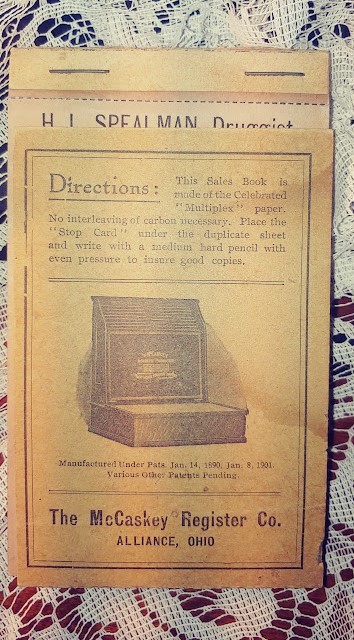 H. L. SPEALMAN, Druggist
Directions:
This Sales Book is
made of the Celebrated
"Multiplex" paper.
No interleaving of carbon necessary. Place the
"Stop Card" under the duplicate sheet
and write with a medium hard pencil with
even pressure to insure good copies.
Manufactured Under Pats. Jan. 14, 1890, Jan. 8, 1901.
Various Other Patents Pending.
The McCaskey Register Co.
ALLIANCE, OHIO